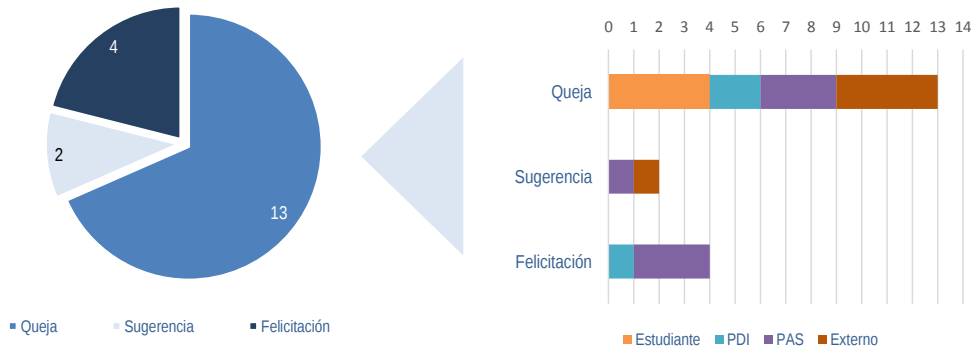 4
2
13
Queja Sugerencia Felicitación
0 1 2 3 4 5 6 7 8 9 10 11 12 13 14
Queja
Sugerencia
Felicitación
Estudiante PDI PAS Externo